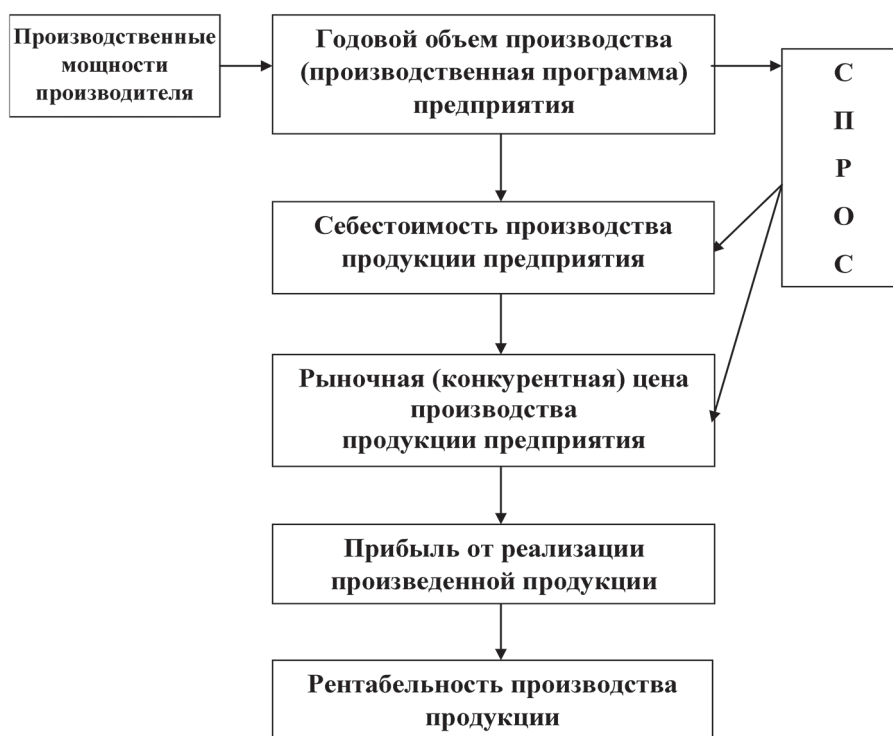 Производственные
мощности
производителя
Годовой объем производства
(производственная программа)
предприятия
С
П
Р
О
С
Себестоимость производства
продукции предприятия
Рыночная (конкурентная) цена
производства
продукции предприятия
Прибыль от реализации
произведенной продукции
Рентабельность производства
продукции